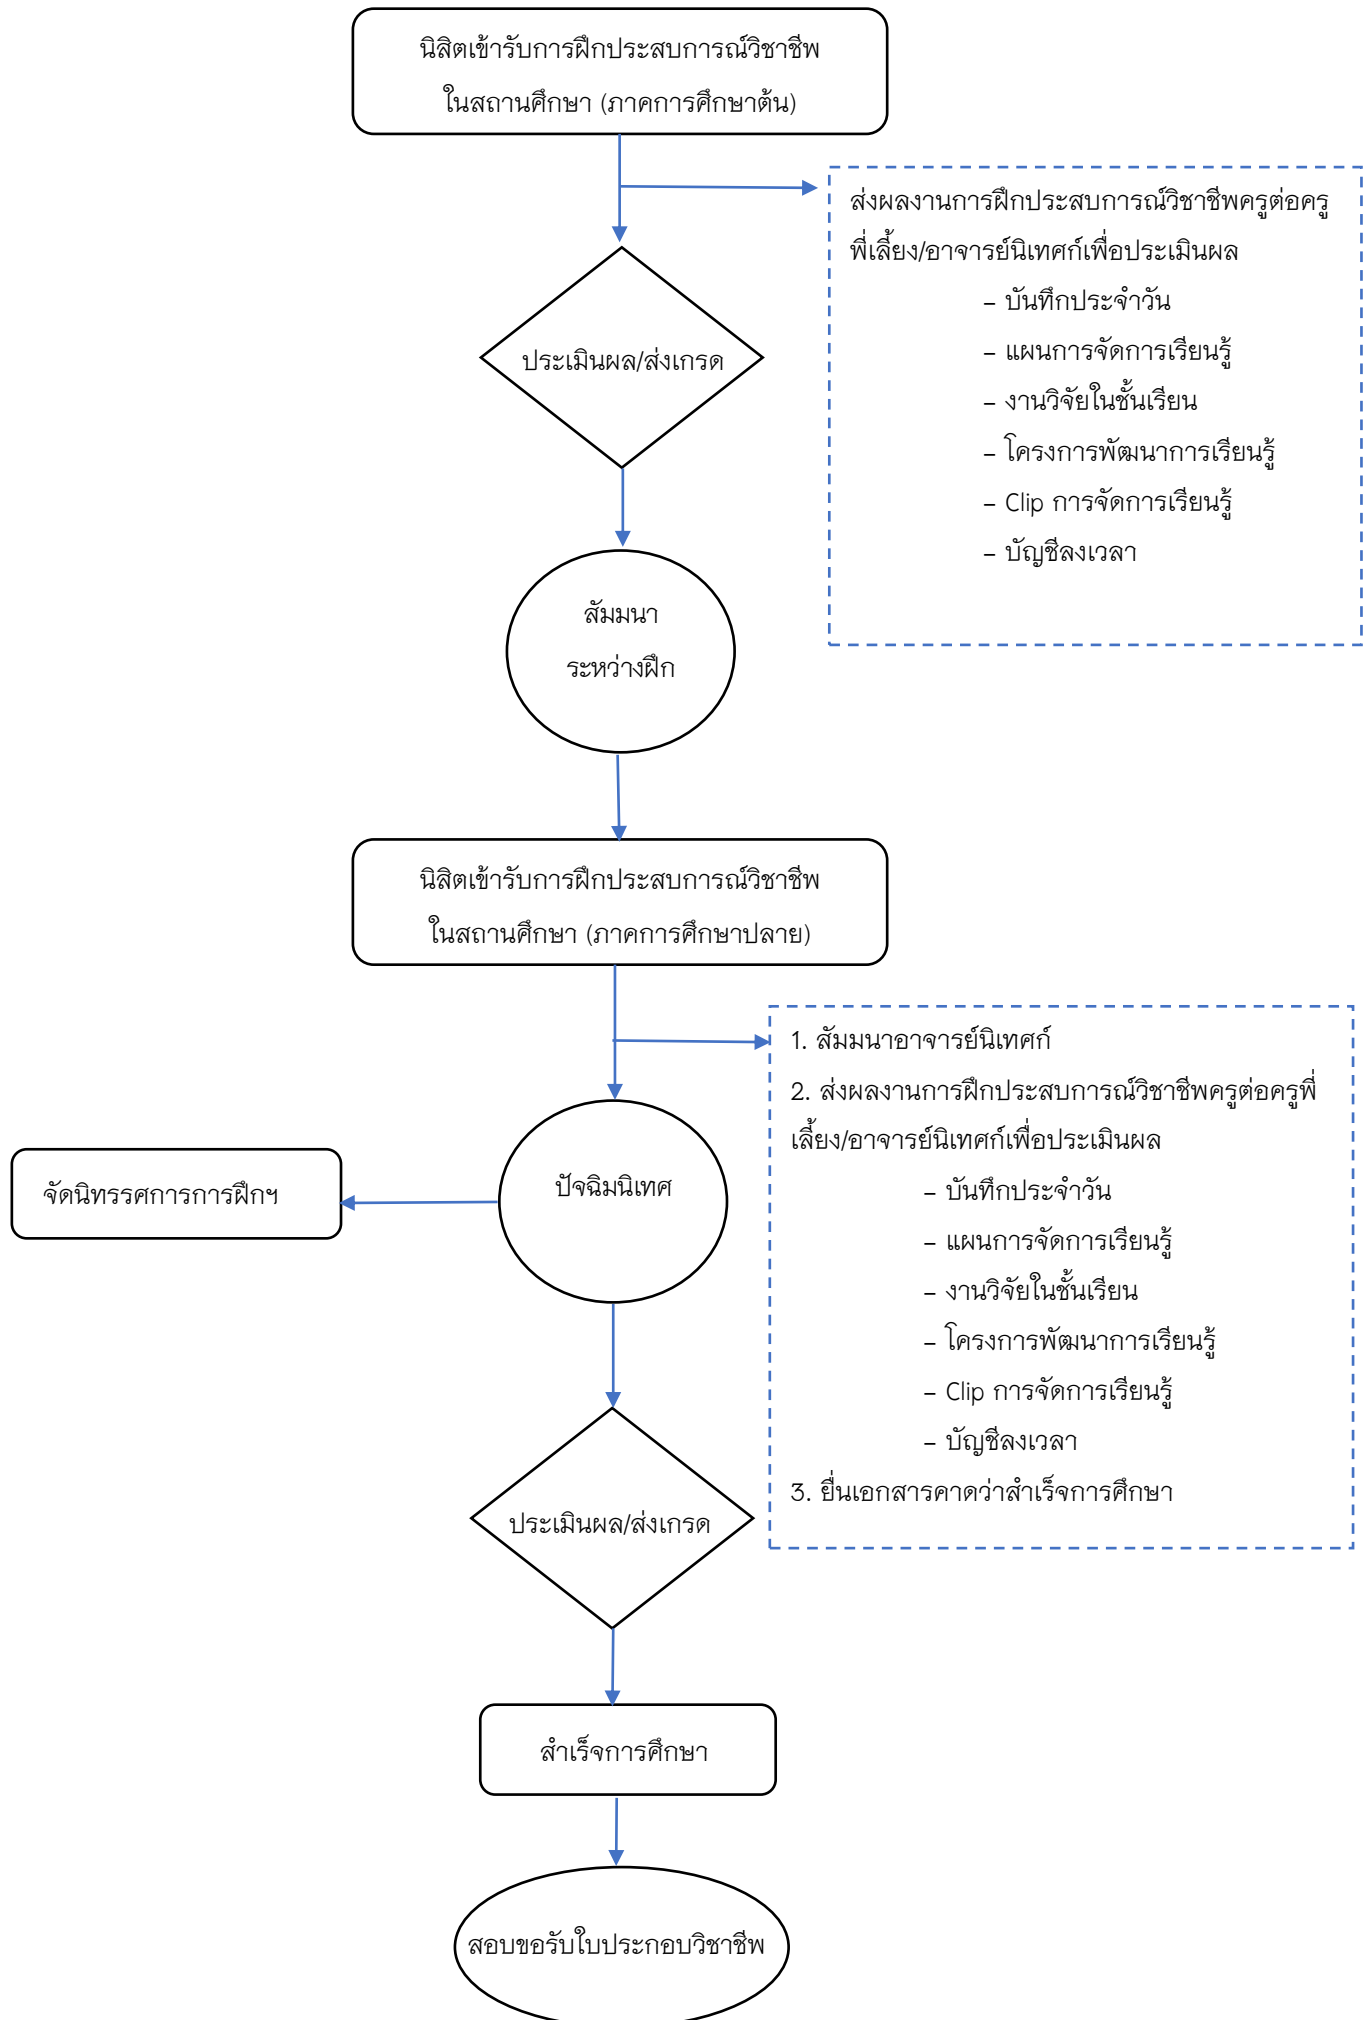 นิสิตเข้ารับการฝึกประสบการณ์วิชาชีพ
ในสถานศึกษา (ภาคการศึกษาต้น)
ส่งผลงานการฝึกประสบการณ์วิชาชีพครูต่อครู
พี่เลี้ยง/อาจารย์นิเทศก์เพื่อประเมินผล
– บันทึกประจำวัน
– แผนการจัดการเรียนรู้
– งานวิจัยในชั้นเรียน
– โครงการพัฒนาการเรียนรู้
– Clip การจัดการเรียนรู้
– บัญชีลงเวลา
ประเมินผล/ส่งเกรด
สัมมนา
ระหว่างฝึก
นิสิตเข้ารับการฝึกประสบการณ์วิชาชีพ
ในสถานศึกษา (ภาคการศึกษาปลาย)
1. สัมมนาอาจารย์นิเทศก์
2. ส่งผลงานการฝึกประสบการณ์วิชาชีพครูต่อครูพี่
เลี้ยง/อาจารย์นิเทศก์เพื่อประเมินผล
– บันทึกประจำวัน
– แผนการจัดการเรียนรู้
– งานวิจัยในชั้นเรียน
– โครงการพัฒนาการเรียนรู้
– Clip การจัดการเรียนรู้
– บัญชีลงเวลา
3. ยื่นเอกสารคาดว่าสำเร็จการศึกษา
ปัจฉิมนิเทศ
จัดนิทรรศการการฝึกฯ
ประเมินผล/ส่งเกรด
สำเร็จการศึกษา
สอบขอรับใบประกอบวิชาชีพ